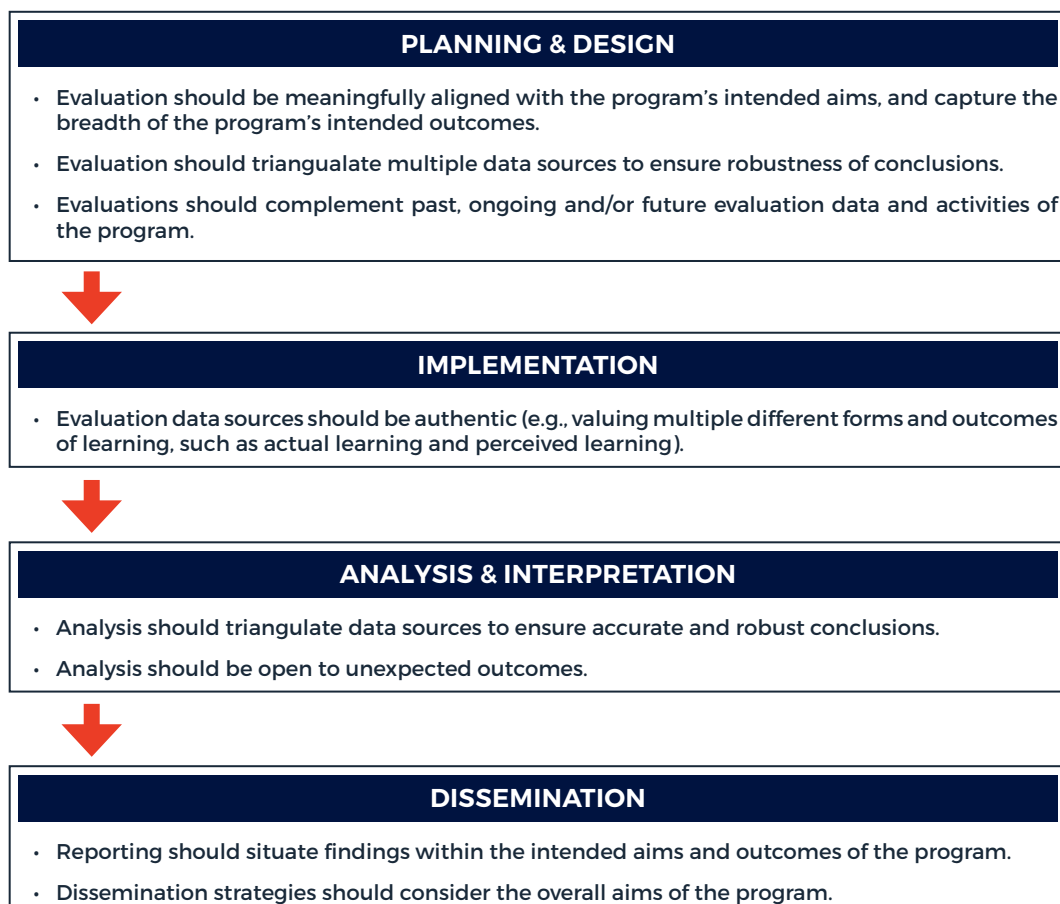 PLANNING & DESIGN
• Evaluation should be meaningfully aligned with the program's intended aims, and capture the
breadth of the program's intended outcomes.
• Evaluation should triangualate multiple data sources to ensure robustness of conclusions.
• Evaluations should complement past, ongoing and/or future evaluation data and activities of
the program.
IMPLEMENTATION
• Evaluation data sources should be authentic (e.g., valuing multiple different forms and outcomes
of learning, such as actual learning and perceived learning).
ANALYSIS & INTERPRETATION
• Analysis should triangulate data sources to ensure accurate and robust conclusions.
• Analysis should be open to unexpected outcomes.
DISSEMINATION
• Reporting should situate findings within the intended aims and outcomes of the program.
• Dissemination strategies should consider the overall aims of the program.